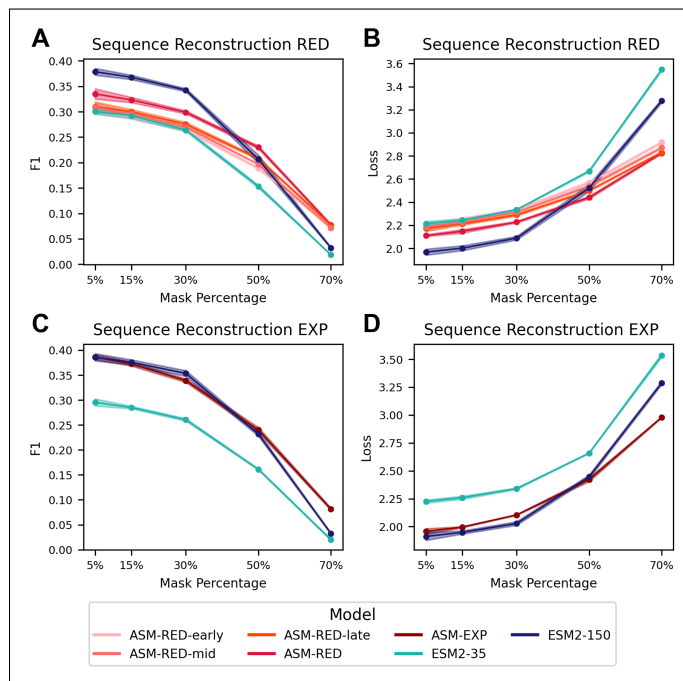 A
Sequence Reconstruction RED
F1
0.40
0.35
0.30
0.25
0.20
0.15
0.10
0.05
0.00
5% 15% 30% 50% 70%
Mask Percentage
B
Sequence Reconstruction RED
Loss
3.6
3.4
3.2
3.0
2.8
2.6
2.4
2.2
2.0
5% 15% 30% 50% 70%
Mask Percentage
C
Sequence Reconstruction EXP
F1
0.40
0.35
0.30
0.25
0.20
0.15
0.10
0.05
0.00
5% 15% 30% 50% 70%
Mask Percentage
D
Sequence Reconstruction EXP
Loss
3.50
3.25
3.00
2.75
2.50
2.25
2.00
5% 15% 30% 50% 70%
Mask Percentage
Model
ASM-RED-early ASM-RED-late ASM-EXP ESM2-150
ASM-RED-mid ASM-RED ESM2-35